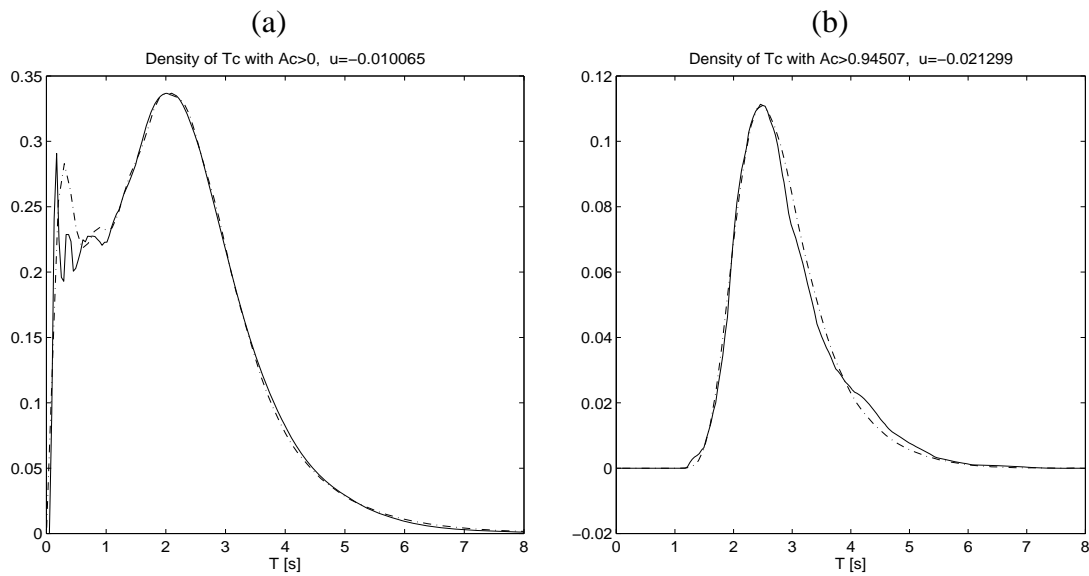 (a)
Density of Tc with Ac>0, u=−0.010065
0.35
0.3
0.25
0.2
0.15
0.1
0.05
0
0 1 2 3 4 5 6 7 8
T [s]
(b)
Density of Tc with Ac>0.94507, u=−0.021299
0.12
0.1
0.08
0.06
0.04
0.02
0
−0.02
0 1 2 3 4 5 6 7 8
T [s]